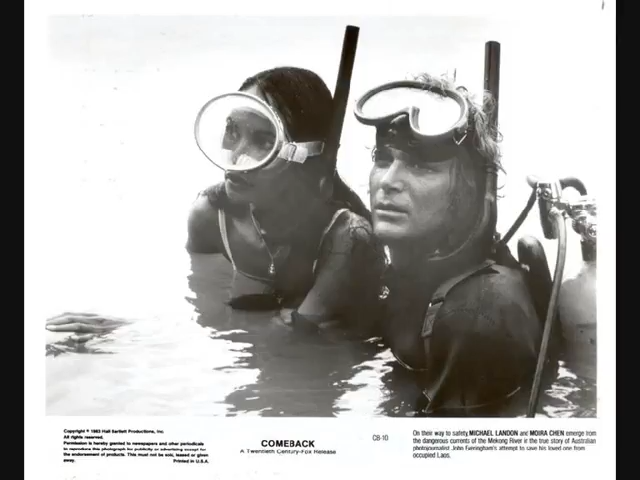 Copyright © 1983 Hall Bartlett Productions, Inc.
All rights reserved.
Permission is hereby granted to newspapers and other periodicals
to reproduce this photograph for publicity or advertising except for
the endorsement of products. This must not be sold, leased or given
away.
Printed in U.S.A.
COMEBACK
A Twentieth Century-Fox Release
CB-10
On their way to safety, MICHAEL LANDON and MOIRA CHEN emerge from
the dangerous currents of the Mekong River in the true story of Australian
photojournalist John Everingham's attempt to save his loved one from
occupied Laos.